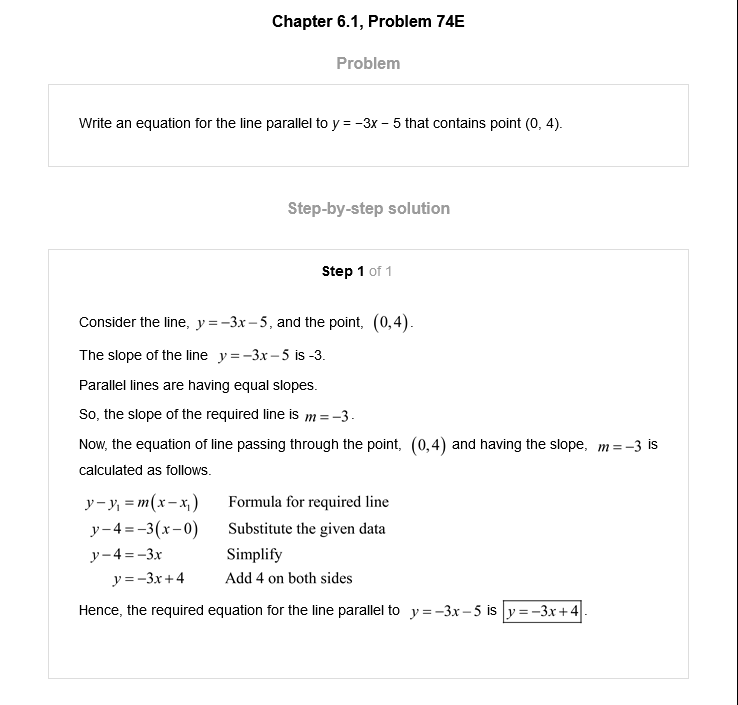 Chapter 6.1, Problem 74E
Problem
Write an equation for the line parallel to y = −3x − 5 that contains point (0, 4).
Step-by-step solution
Step 1 of 1
Consider the line, y = −3x − 5, and the point, (0, 4).
The slope of the line y = −3x − 5 is -3.
Parallel lines are having equal slopes.
So, the slope of the required line is m = −3.
Now, the equation of line passing through the point, (0, 4) and having the slope, m = −3 is
calculated as follows.
y − y₁ = m(x − x₁) Formula for required line
y − 4 = −3(x − 0) Substitute the given data
y − 4 = −3x Simplify
y = −3x + 4 Add 4 on both sides
Hence, the required equation for the line parallel to y = −3x − 5 is y = −3x + 4.